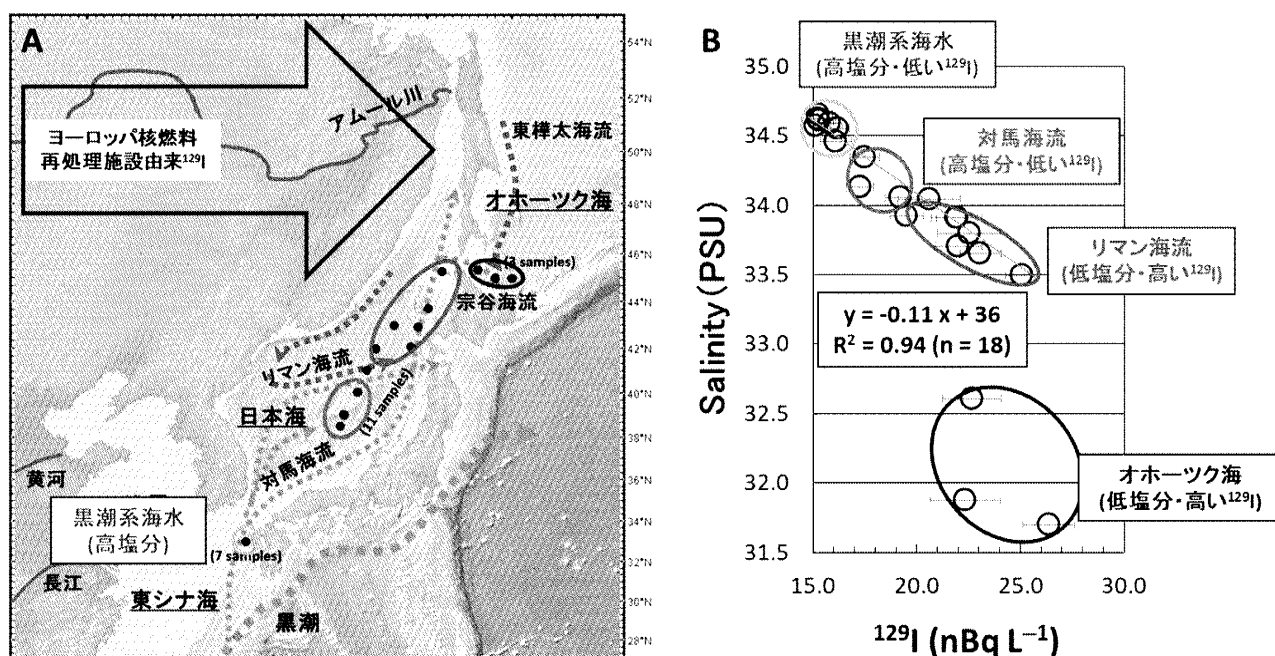 A
ヨーロッパ核燃料
再処理施設由来¹²⁹I
アムール川
東樺太海流
オホーツク海
(3 samples)
宗谷海流
リマン海流
日本海
(11 samples)
対馬海流
黄河
黒潮系海水
(高塩分)
(7 samples)
長江
東シナ海
黒潮
54°N
52°N
50°N
48°N
46°N
44°N
42°N
40°N
38°N
36°N
34°N
32°N
30°N
28°N
B
黒潮系海水
(高塩分・低い¹²⁹I)
対馬海流
(高塩分・低い¹²⁹I)
リマン海流
(低塩分・高い¹²⁹I)
y = -0.11 x + 36
R² = 0.94 (n = 18)
オホーツク海
(低塩分・高い¹²⁹I)
Salinity (PSU)
35.0
34.5
34.0
33.5
33.0
32.5
32.0
31.5
15.0 20.0 25.0 30.0
¹²⁹I (nBq L⁻¹)